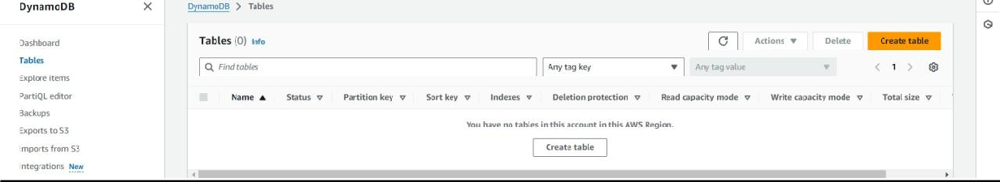 DynamoDB
DynamoDB > Tables
Dashboard
Tables
Explore items
PartiQL editor
Backups
Exports to S3
Imports from S3
Integrations New
Tables (0) Info
Actions Delete Create table
Find tables Any tag key Any tag value 1
Name Status Partition key Sort key Indexes Deletion protection Read capacity mode Write capacity mode Total size
You have no tables in this account in this AWS Region.
Create table